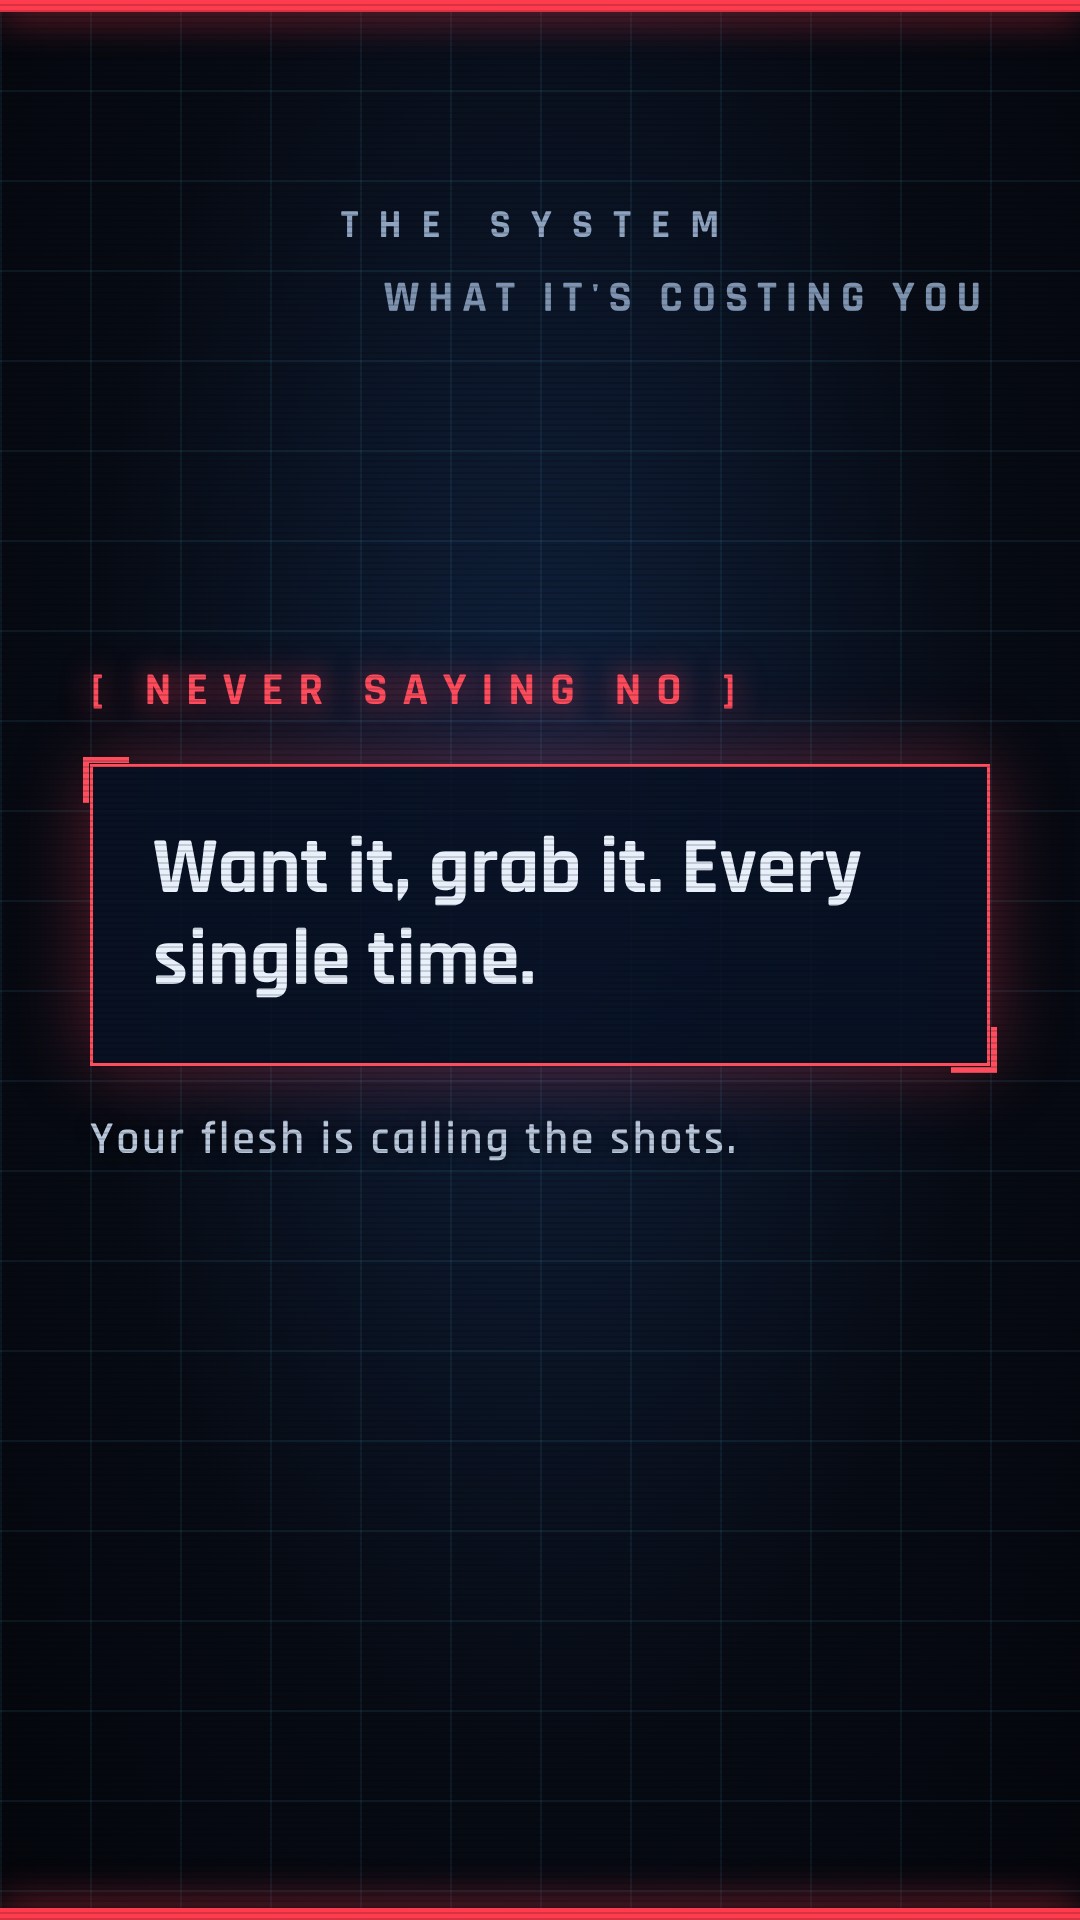 THE SYSTEM
WHAT IT'S COSTING YOU
[ NEVER SAYING NO ]
Want it, grab it. Every
single time.
Your flesh is calling the shots.